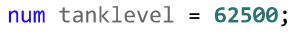 num tanklevel = 62500;